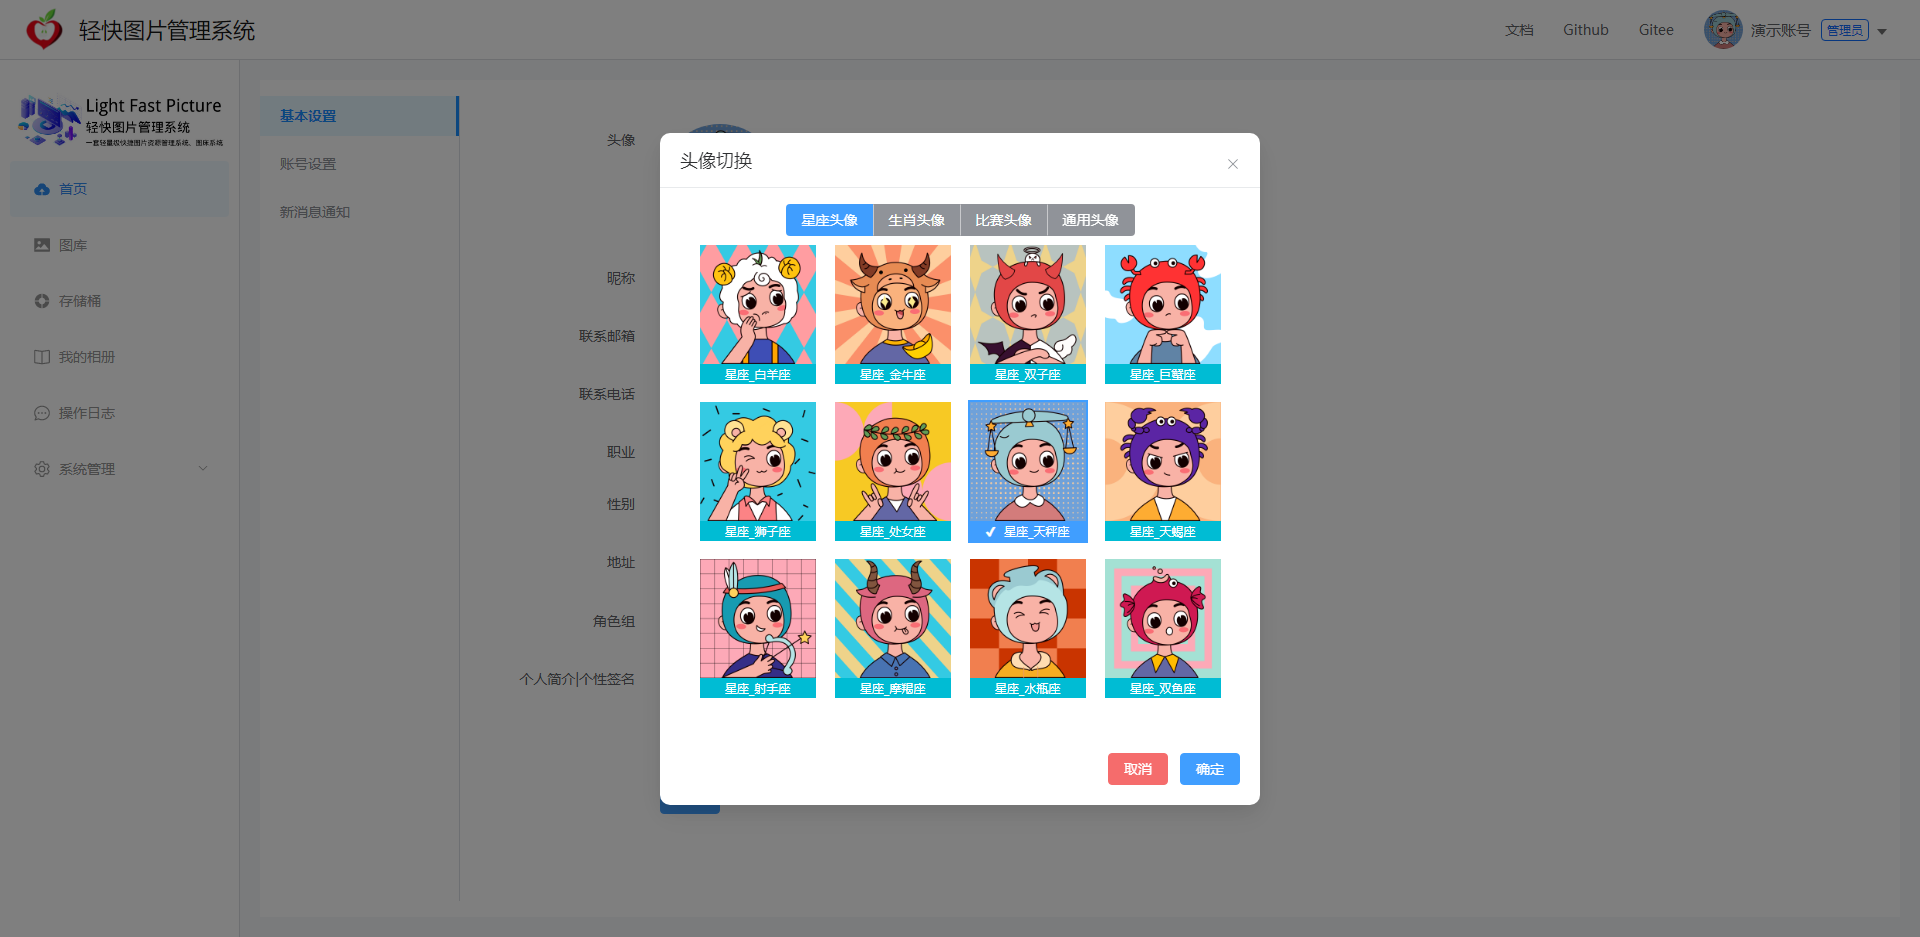 轻快图片管理系统
文档
Github
Gitee
演示账号
管理员
Light Fast Picture
轻快图片管理系统
一套轻量级快捷图片资源管理系统、图床系统
首页
图库
存储桶
我的相册
操作日志
系统管理
基本设置
账号设置
新消息通知
头像
昵称
联系邮箱
联系电话
职业
性别
地址
角色组
个人简介|个性签名
头像切换
星座头像
生肖头像
比赛头像
通用头像
星座_白羊座
星座_金牛座
星座_双子座
星座_巨蟹座
星座_狮子座
星座_处女座
星座_天秤座
星座_天蝎座
星座_射手座
星座_摩羯座
星座_水瓶座
星座_双鱼座
取消
确定